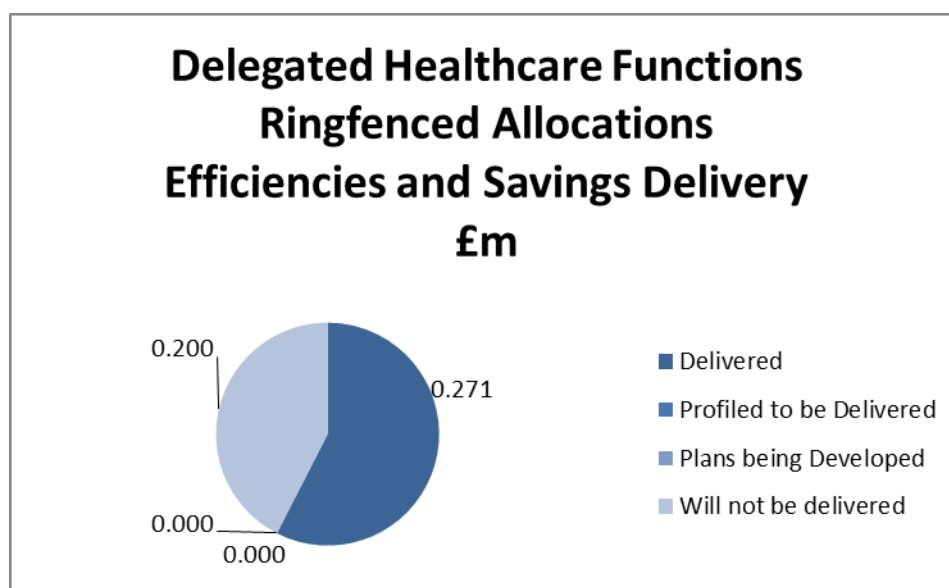 Delegated Healthcare Functions
Ringfenced Allocations
Efficiencies and Savings Delivery
£m
0.200
0.271
0.000
0.000
Delivered
Profiled to be Delivered
Plans being Developed
Will not be delivered